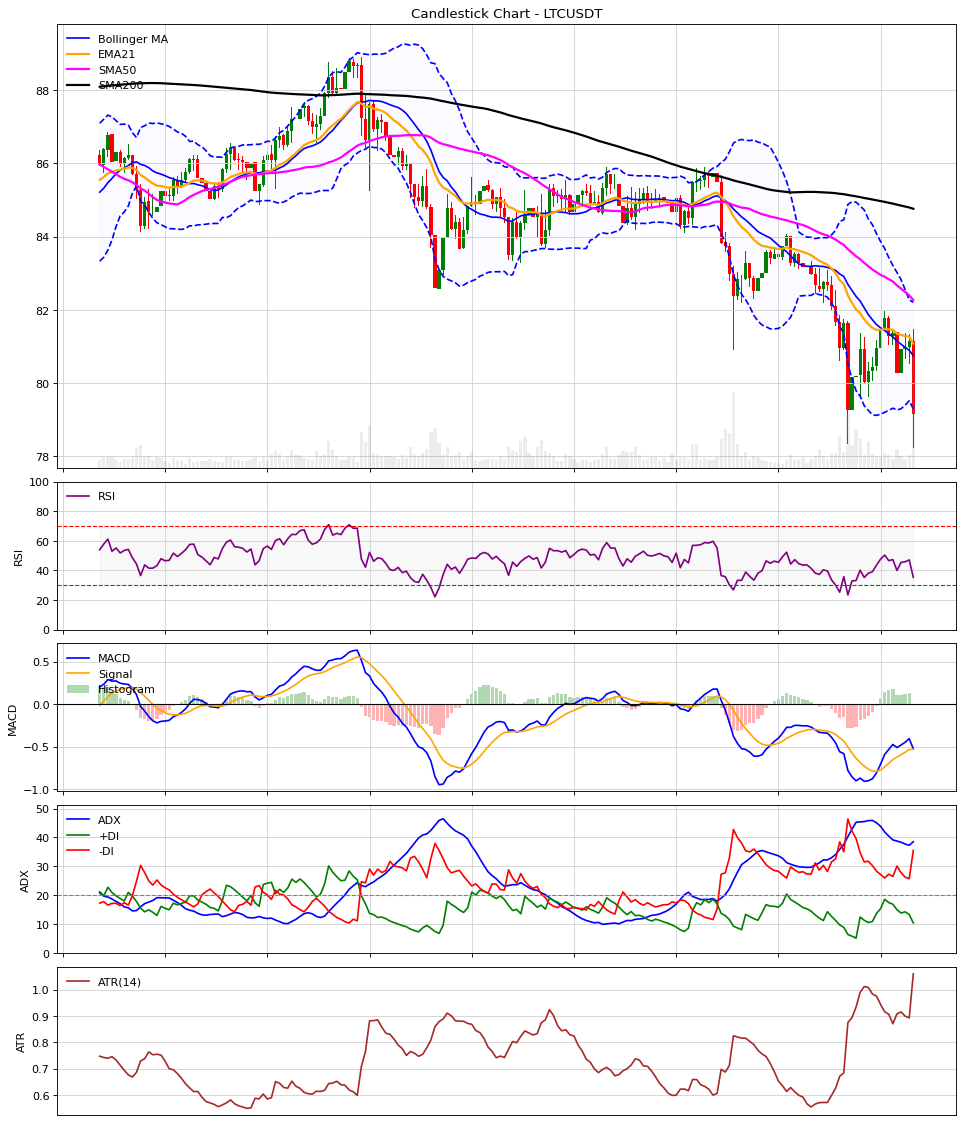 Candlestick Chart - LTCUSDT
Bollinger MA
EMA21
SMA50
SMA200
88
86
84
82
80
78
100
80
60
40
20
0
RSI
RSI
0.5
0.0
−0.5
−1.0
MACD
MACD
Signal
Histogram
50
40
30
20
10
0
ADX
ADX
+DI
-DI
1.0
0.9
0.8
0.7
0.6
ATR
ATR(14)